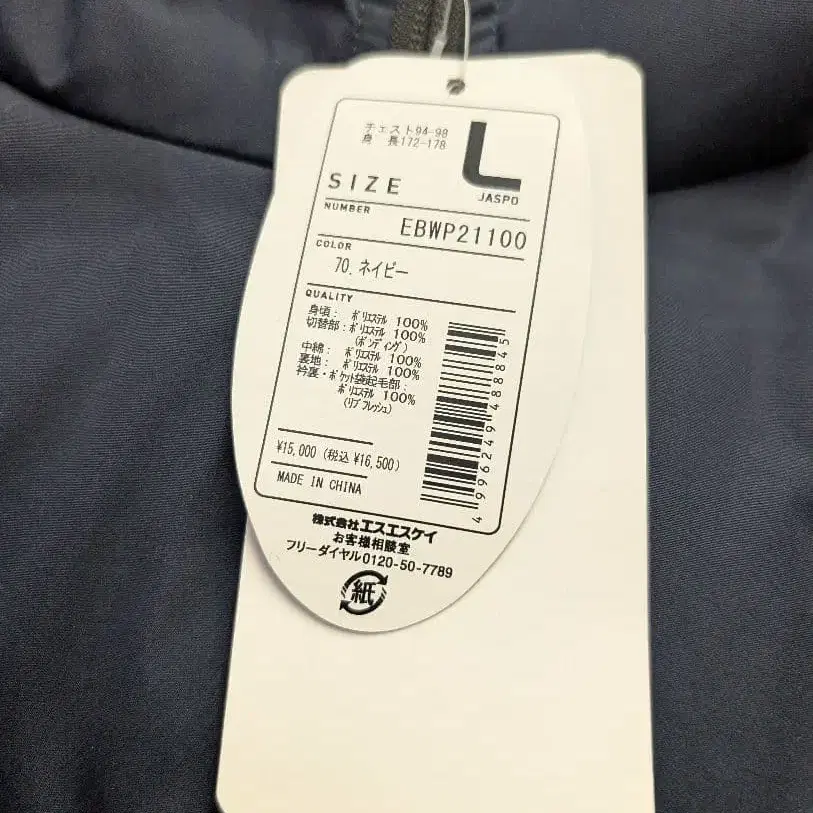 チェスト94-98
身 長172-178
L
SIZE
JASPO
NUMBER
EBWP21100
COLOR
70. ネイビー
QUALITY
身頃: ポリエステル 100%
切替部: ポリエステル 100%
(ボンディング)
中綿: ポリエステル 100%
裏地: ポリエステル 100%
衿裏・ポケット袋起毛部:
ポリエステル 100%
(リブフレッシュ)
4996249488845
¥15,000 (税込 ¥16,500)
MADE IN CHINA
株式会社エスエスケイ
お客様相談室
フリーダイヤル0120-50-7789
紙